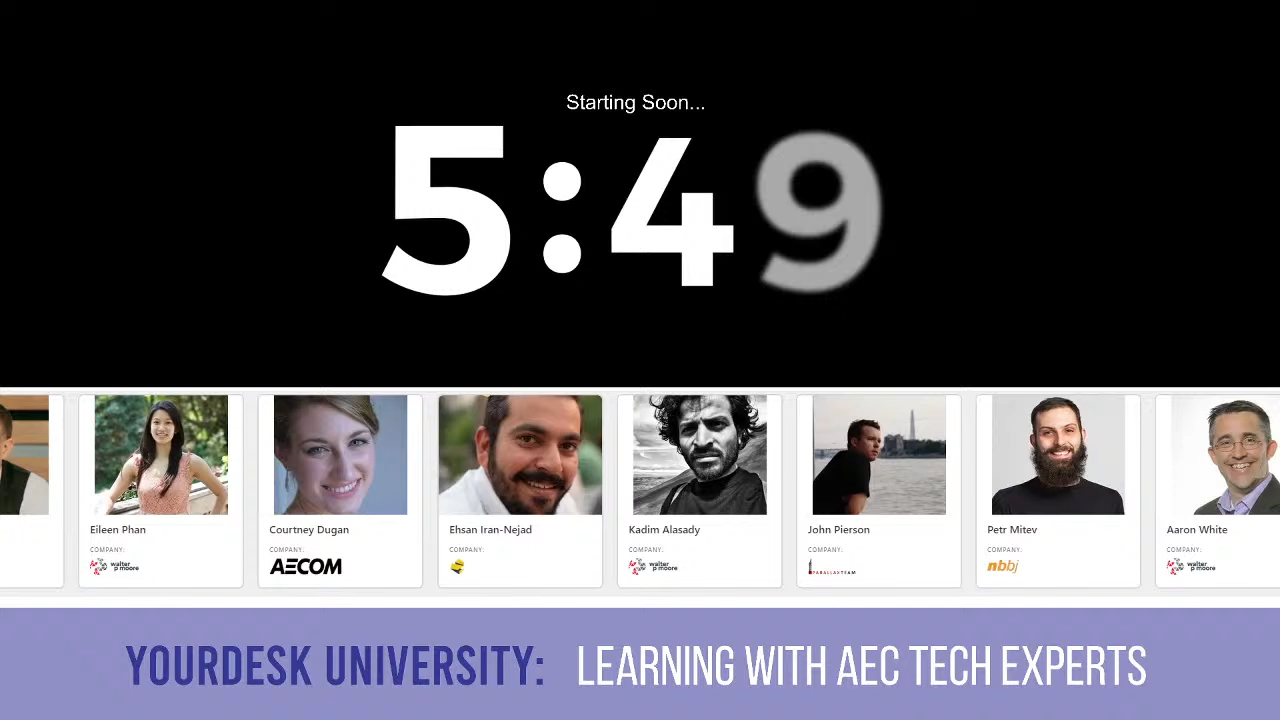 Starting Soon...
5:49
Eileen Phan
COMPANY:
walter p moore
Courtney Dugan
COMPANY:
AECOM
Ehsan Iran-Nejad
COMPANY:
Kadim Alasady
COMPANY:
walter p moore
John Pierson
COMPANY:
PARALLAXTEAM
Petr Mitev
COMPANY:
nbbj
Aaron White
COMPANY:
walter p moore
YOURDESK UNIVERSITY: LEARNING WITH AEC TECH EXPERTS